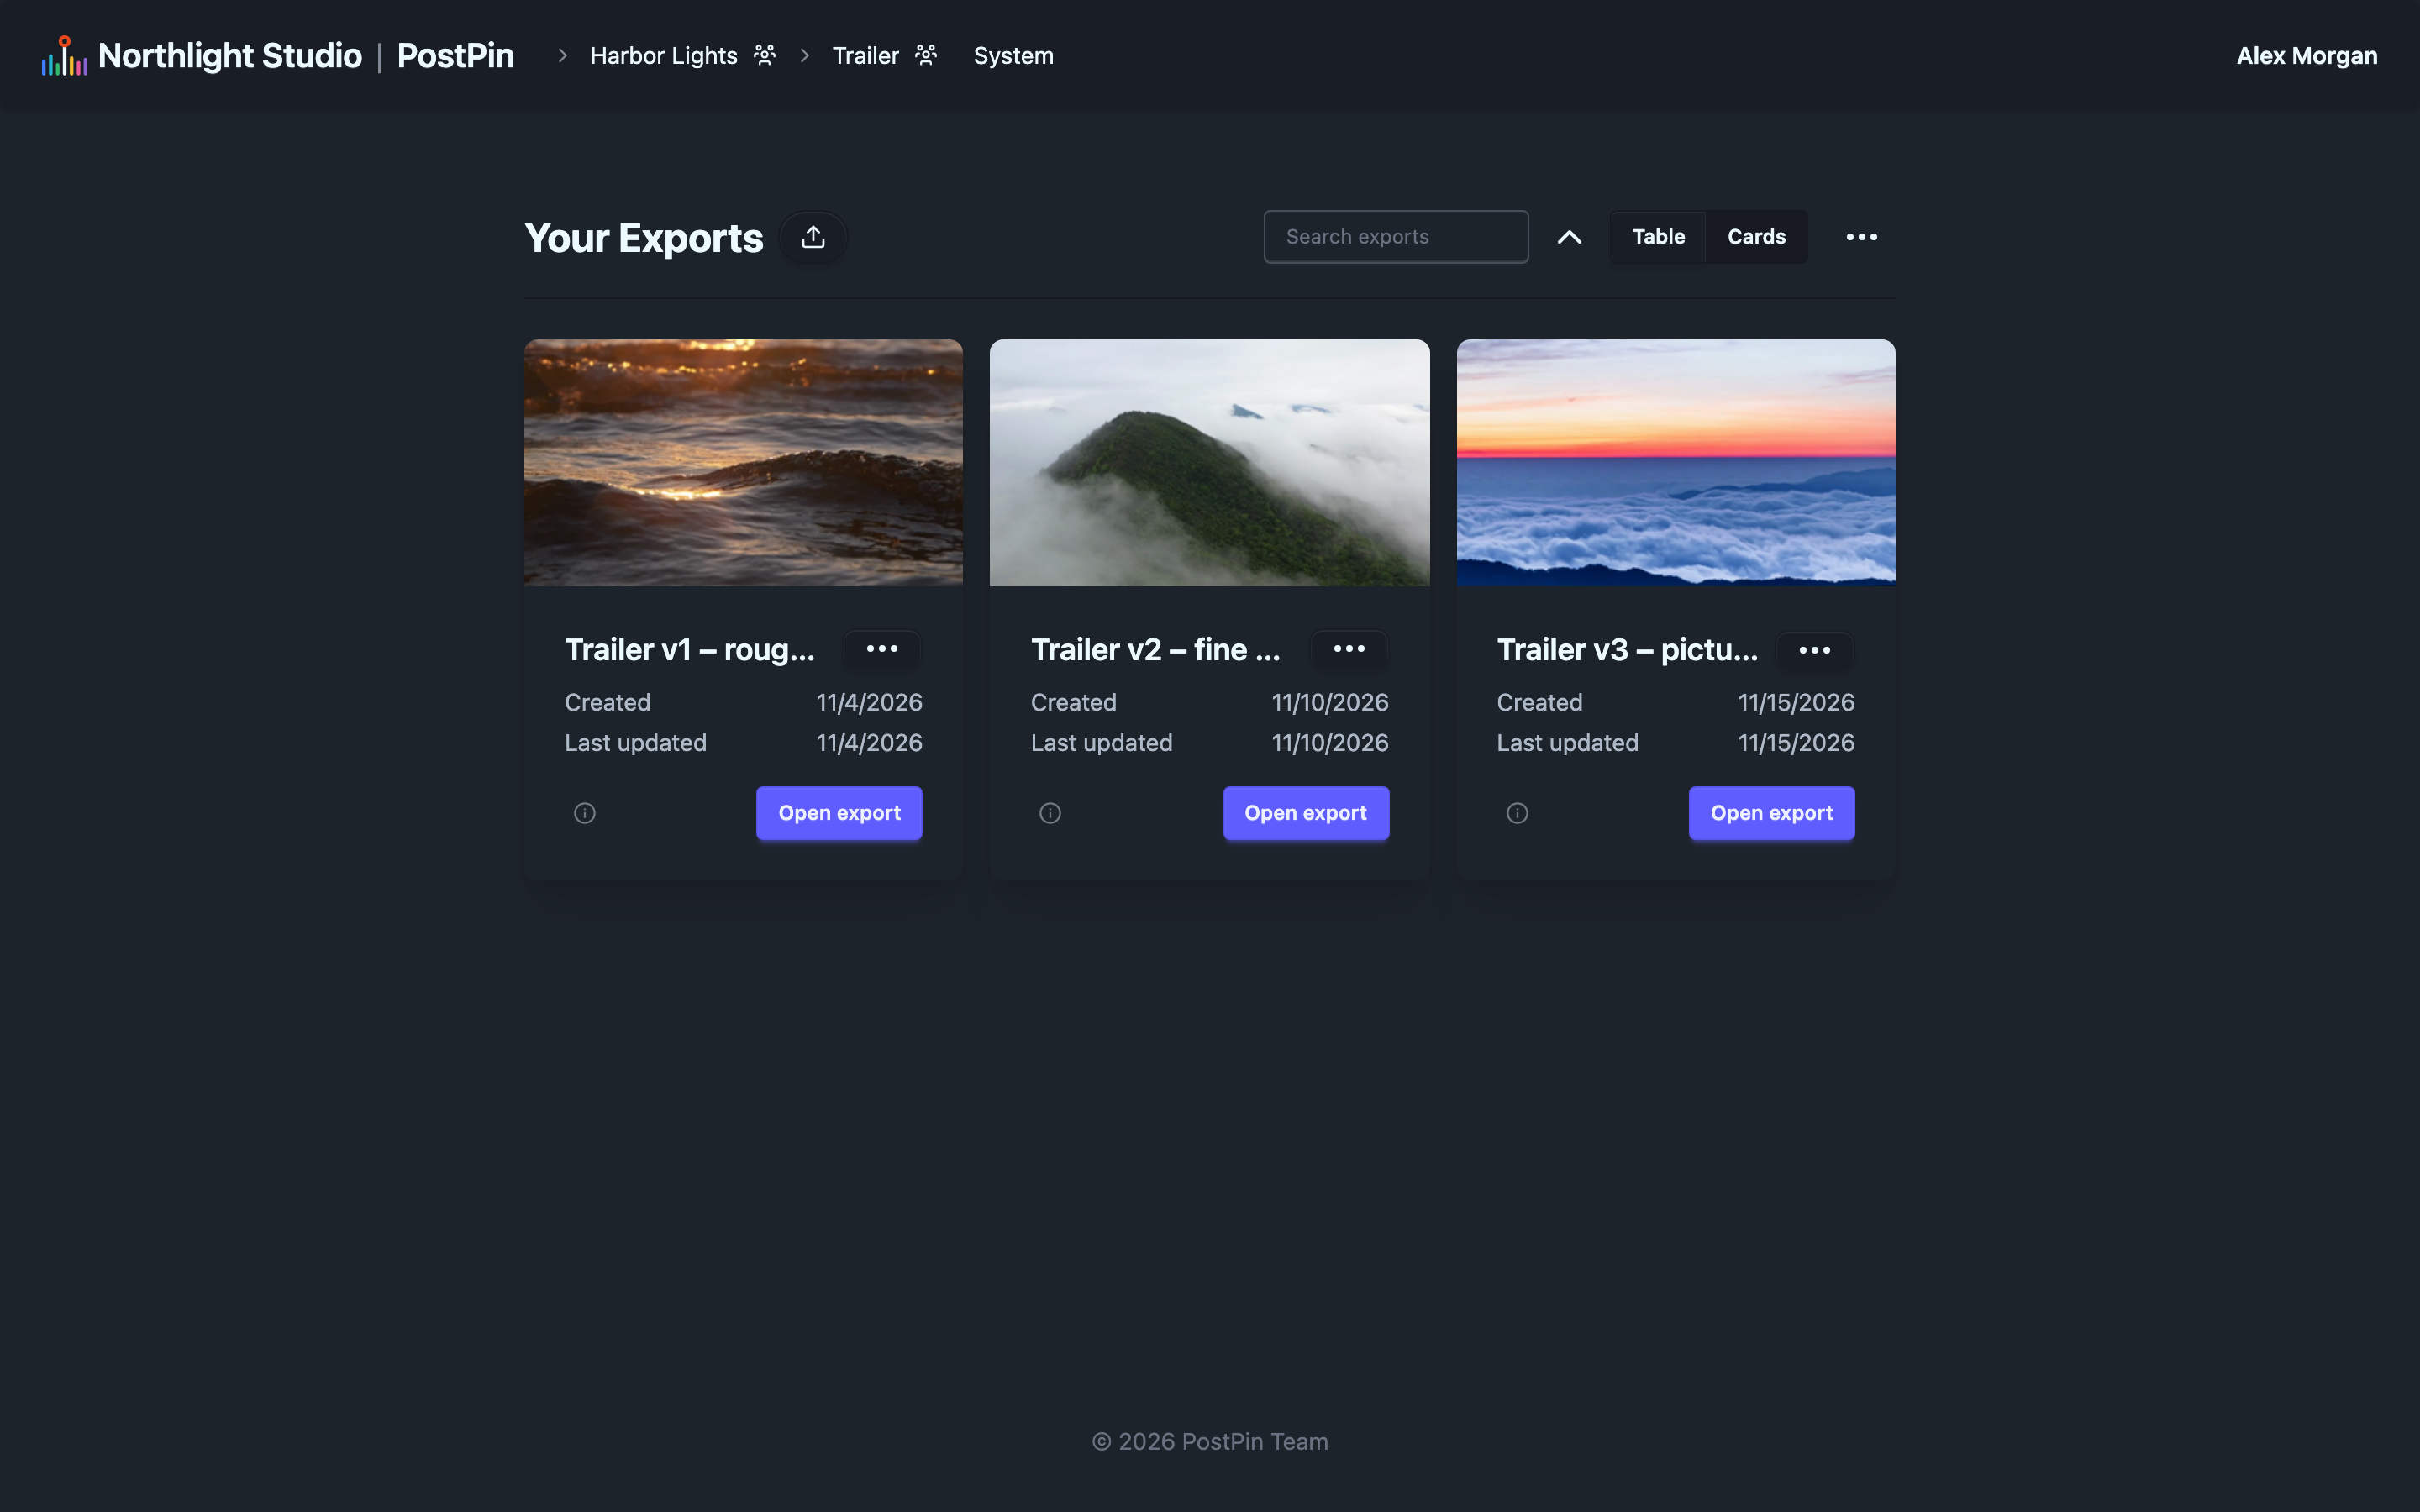 Northlight Studio | PostPin > Harbor Lights > Trailer System Alex Morgan
Your Exports Search exports Table Cards
Trailer v1 – roug...
Created 11/4/2026
Last updated 11/4/2026
Open export
Trailer v2 – fine ...
Created 11/10/2026
Last updated 11/10/2026
Open export
Trailer v3 – pictu...
Created 11/15/2026
Last updated 11/15/2026
Open export
© 2026 PostPin Team